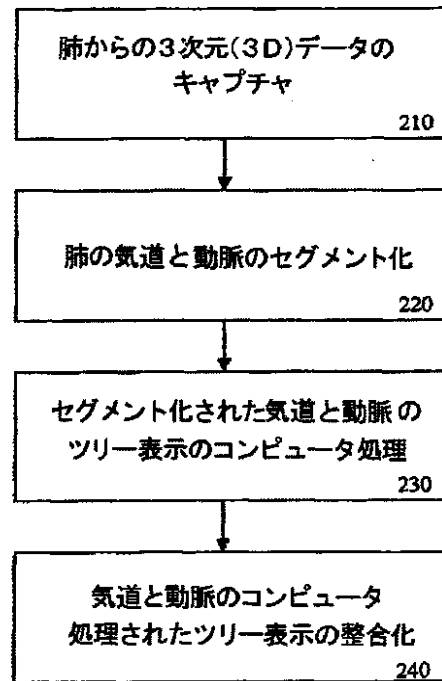 肺からの3次元(3D)データの
キャプチャ
210
肺の気道と動脈のセグメント化
220
セグメント化された気道と動脈の
ツリー表示のコンピュータ処理
230
気道と動脈のコンピュータ
処理されたツリー表示の整合化
240